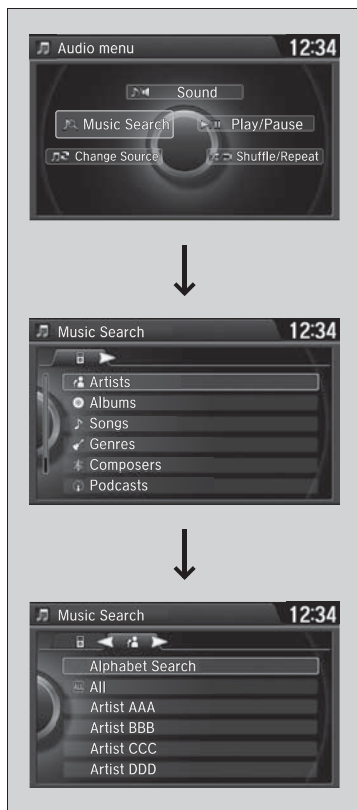 Audio menu 12:34
Sound
Music Search Play/Pause
Change Source Shuffle/Repeat
Music Search 12:34
Artists
Albums
Songs
Genres
Composers
Podcasts
Music Search 12:34
Alphabet Search
ALL All
Artist AAA
Artist BBB
Artist CCC
Artist DDD